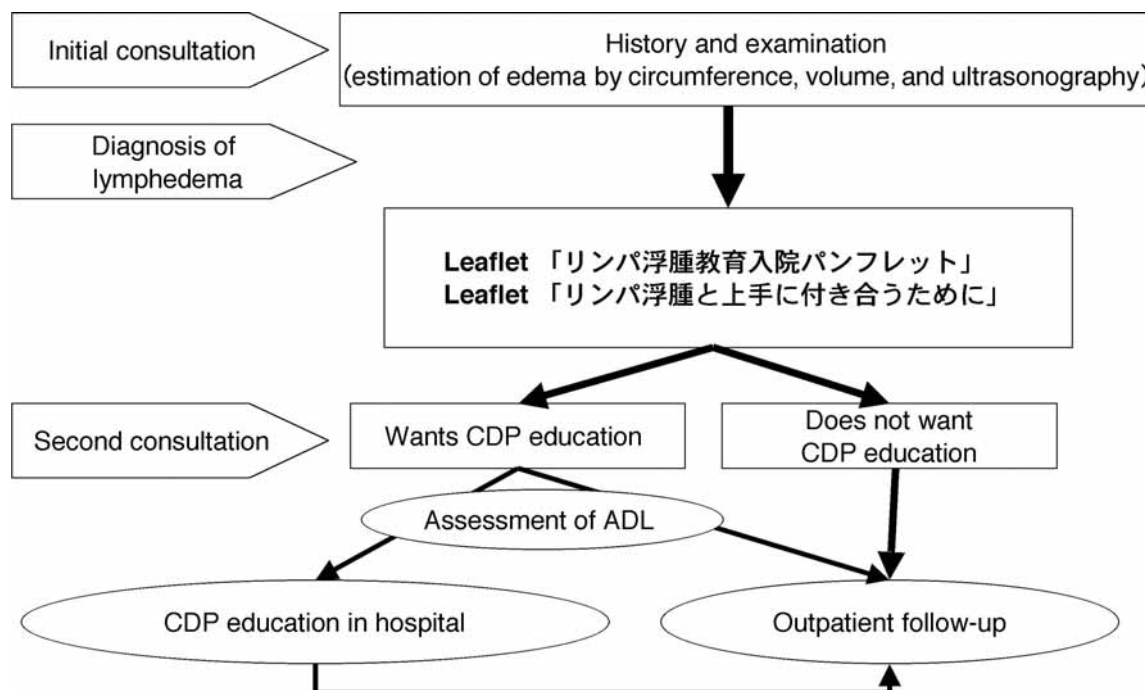 Initial consultation
History and examination
(estimation of edema by circumference, volume, and ultrasonography)
Diagnosis of
lymphedema
Leaflet 「リンパ浮腫教育入院パンフレット」
Leaflet 「リンパ浮腫と上手に付き合うために」
Second consultation
Wants CDP education
Does not want
CDP education
Assessment of ADL
CDP education in hospital
Outpatient follow-up